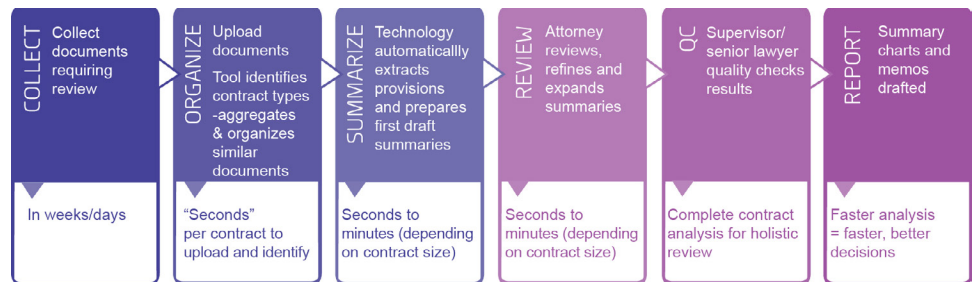 COLLECT
Collect
documents
requiring
review
In weeks/days
ORGANIZE
Upload
documents
Tool identifies
contract types
-aggregates
& organizes
similar
documents
“Seconds”
per contract to
upload and identify
SUMMARIZE
Technology
automaticallly
extracts
provisions
and prepares
first draft
summaries
Seconds to
minutes (depending
on contract size)
REVIEW
Attorney
reviews,
refines and
expands
summaries
Seconds to
minutes (depending
on contract size)
QC
Supervisor/
senior lawyer
quality checks
results
Complete contract
analysis for holistic
review
REPORT
Summary
charts and
memos
drafted
Faster analysis
= faster, better
decisions